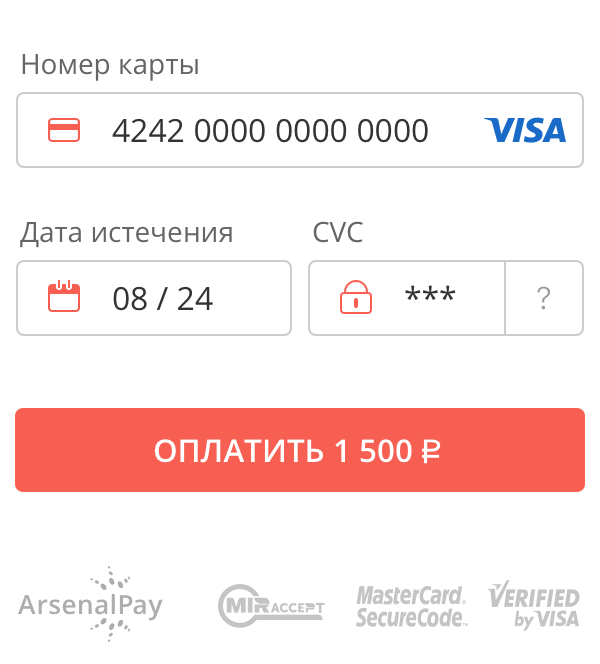 Номер карты
4242 0000 0000 0000 VISA
Дата истечения CVC
08 / 24 *** ?
ОПЛАТИТЬ 1 500 ₽
ArsenalPay MIR ACCEPT MasterCard. SecureCode™ VERIFIED by VISA